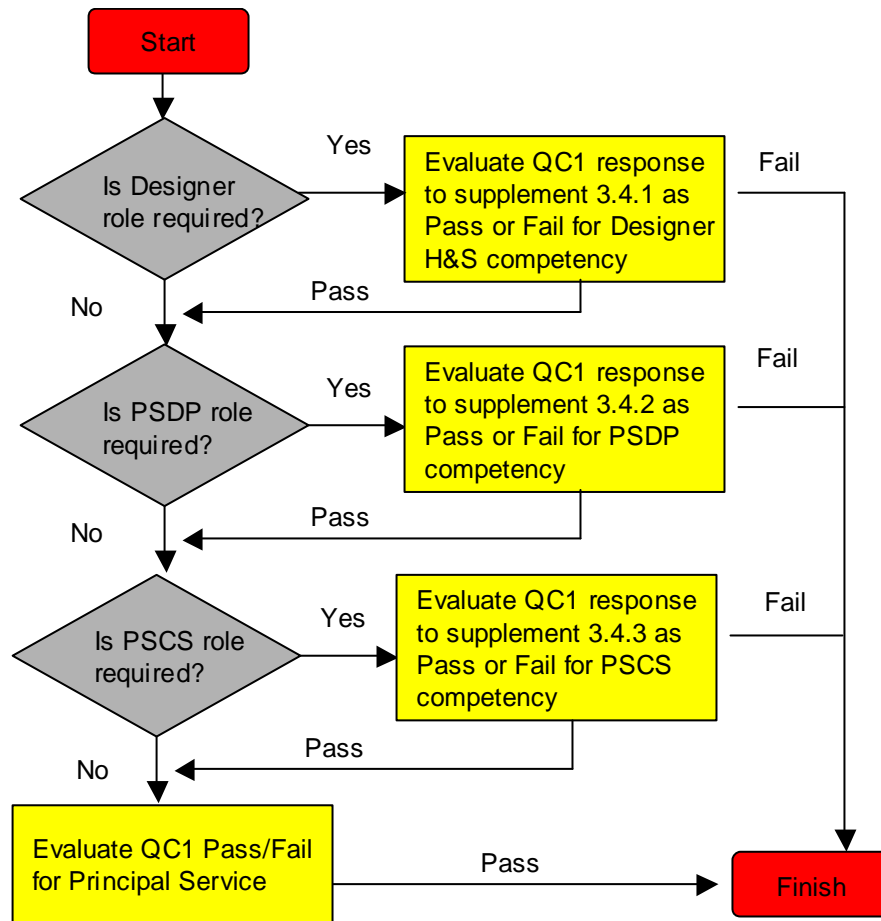 Start
Is Designer
role required?
Yes
Evaluate QC1 response
to supplement 3.4.1 as
Pass or Fail for Designer
H&S competency
Fail
Pass
No
Is PSDP role
required?
Yes
Evaluate QC1 response
to supplement 3.4.2 as
Pass or Fail for PSDP
competency
Fail
Pass
No
Is PSCS role
required?
Yes
Evaluate QC1 response
to supplement 3.4.3 as
Pass or Fail for PSCS
competency
Fail
Pass
No
Evaluate QC1 Pass/Fail
for Principal Service
Pass
Finish